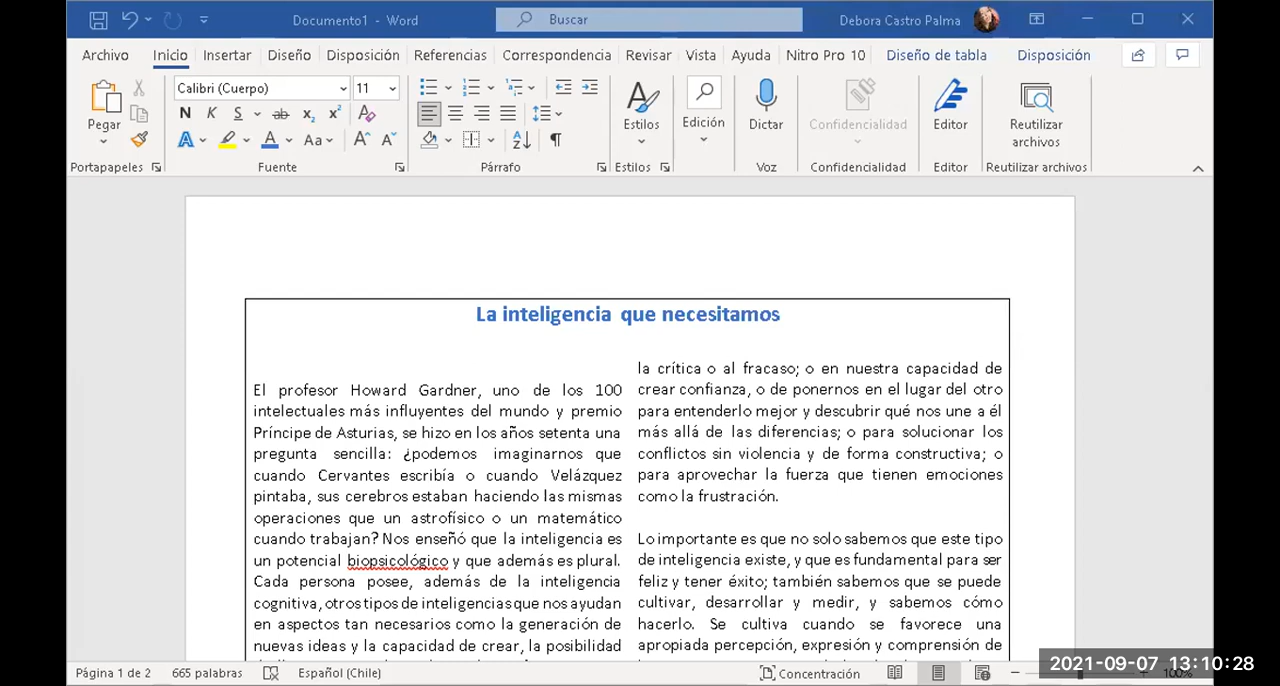 Documento1 - Word
Buscar
Debora Castro Palma
Archivo Inicio Insertar Diseño Disposición Referencias Correspondencia Revisar Vista Ayuda Nitro Pro 10 Diseño de tabla Disposición
Calibri (Cuerpo) 11
N K S ab x₂ x²
A A Aa A A
Pegar
Estilos
Edición
Dictar
Confidencialidad
Editor
Reutilizar
archivos
Portapapeles Fuente Párrafo Estilos Voz Confidencialidad Editor Reutilizar archivos
La inteligencia que necesitamos
El profesor Howard Gardner, uno de los 100
intelectuales más influyentes del mundo y premio
Príncipe de Asturias, se hizo en los años setenta una
pregunta sencilla: ¿podemos imaginarnos que
cuando Cervantes escribía o cuando Velázquez
pintaba, sus cerebros estaban haciendo las mismas
operaciones que un astrofísico o un matemático
cuando trabajan? Nos enseñó que la inteligencia es
un potencial biopsicológico y que además es plural.
Cada persona posee, además de la inteligencia
cognitiva, otros tipos de inteligencias que nos ayudan
en aspectos tan necesarios como la generación de
nuevas ideas y la capacidad de crear, la posibilidad
la crítica o al fracaso; o en nuestra capacidad de
crear confianza, o de ponernos en el lugar del otro
para entenderlo mejor y descubrir qué nos une a él
más allá de las diferencias; o para solucionar los
conflictos sin violencia y de forma constructiva; o
para aprovechar la fuerza que tienen emociones
como la frustración.
Lo importante es que no solo sabemos que este tipo
de inteligencia existe, y que es fundamental para ser
feliz y tener éxito; también sabemos que se puede
cultivar, desarrollar y medir, y sabemos cómo
hacerlo. Se cultiva cuando se favorece una
apropiada percepción, expresión y comprensión de
Página 1 de 2 665 palabras Español (Chile) Concentración 100%
2021-09-07 13:10:28